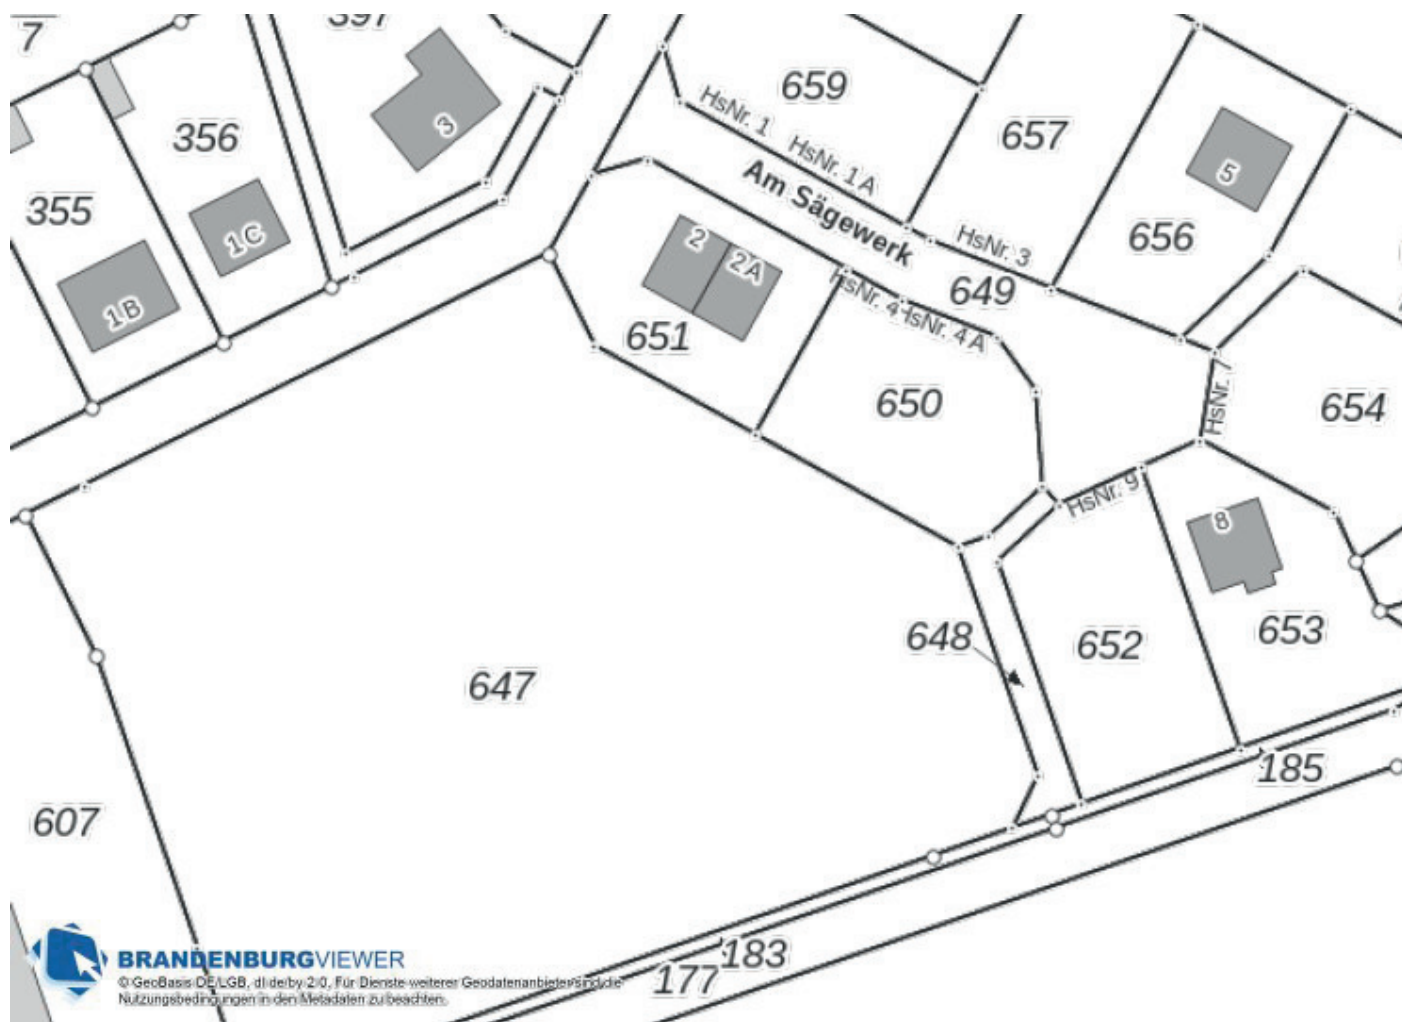 7
397
3
356
355
1C
1B
659
HsNr. 1
HsNr. 1 A
657
Am Sägewerk
5
656
HsNr. 3
649
2
2A
651
HsNr. 4
HsNr. 4 A
650
HsNr. 7
654
HsNr. 9
8
653
652
648
647
607
185
183
177
BRANDENBURGVIEWER
© GeoBasis-DE/LGB, dl-de/by-2-0, Für Dienste weiterer Geodatenanbieter sind die
Nutzungsbedingungen in den Metadaten zu beachten.